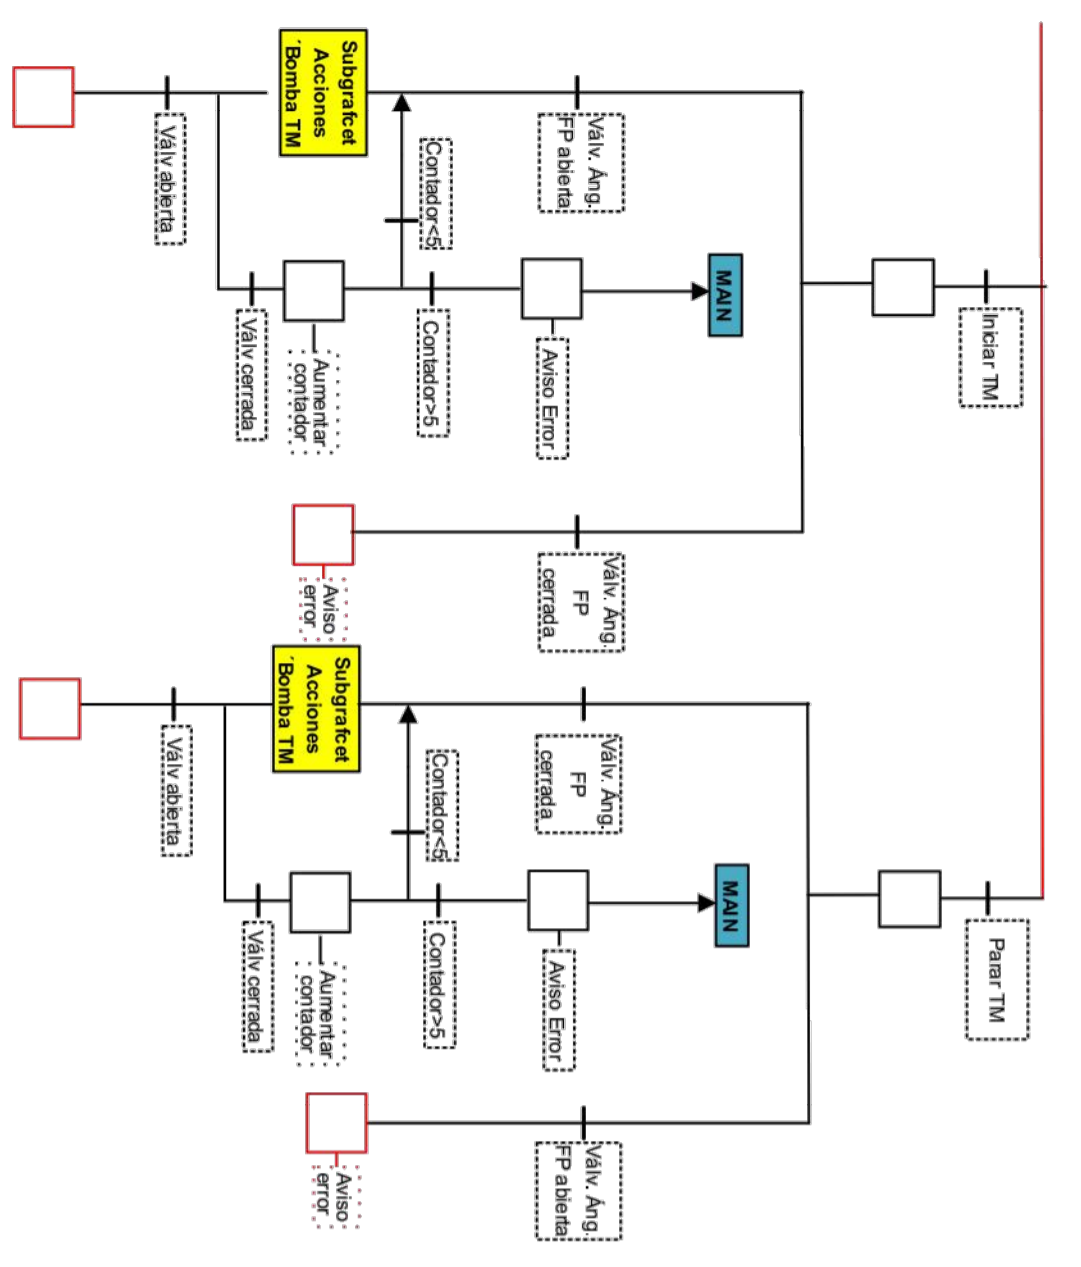 Iniciar TM
Parar TM
MAIN
MAIN
Válv. Áng.
FP abierta
Válv. Áng.
FP
cerrada
Válv. Áng.
FP
cerrada
Válv. Áng.
FP abierta
Aviso Error
Aviso Error
Contador<5
Contador>5
Contador<5
Contador>5
Subgrafcet
Acciones
´Bomba TM
Aumentar
contador
Aviso
error
Subgrafcet
Acciones
´Bomba TM
Aumentar
contador
Aviso
error
Válv cerrada
Válv cerrada
Válv abierta
Válv abierta